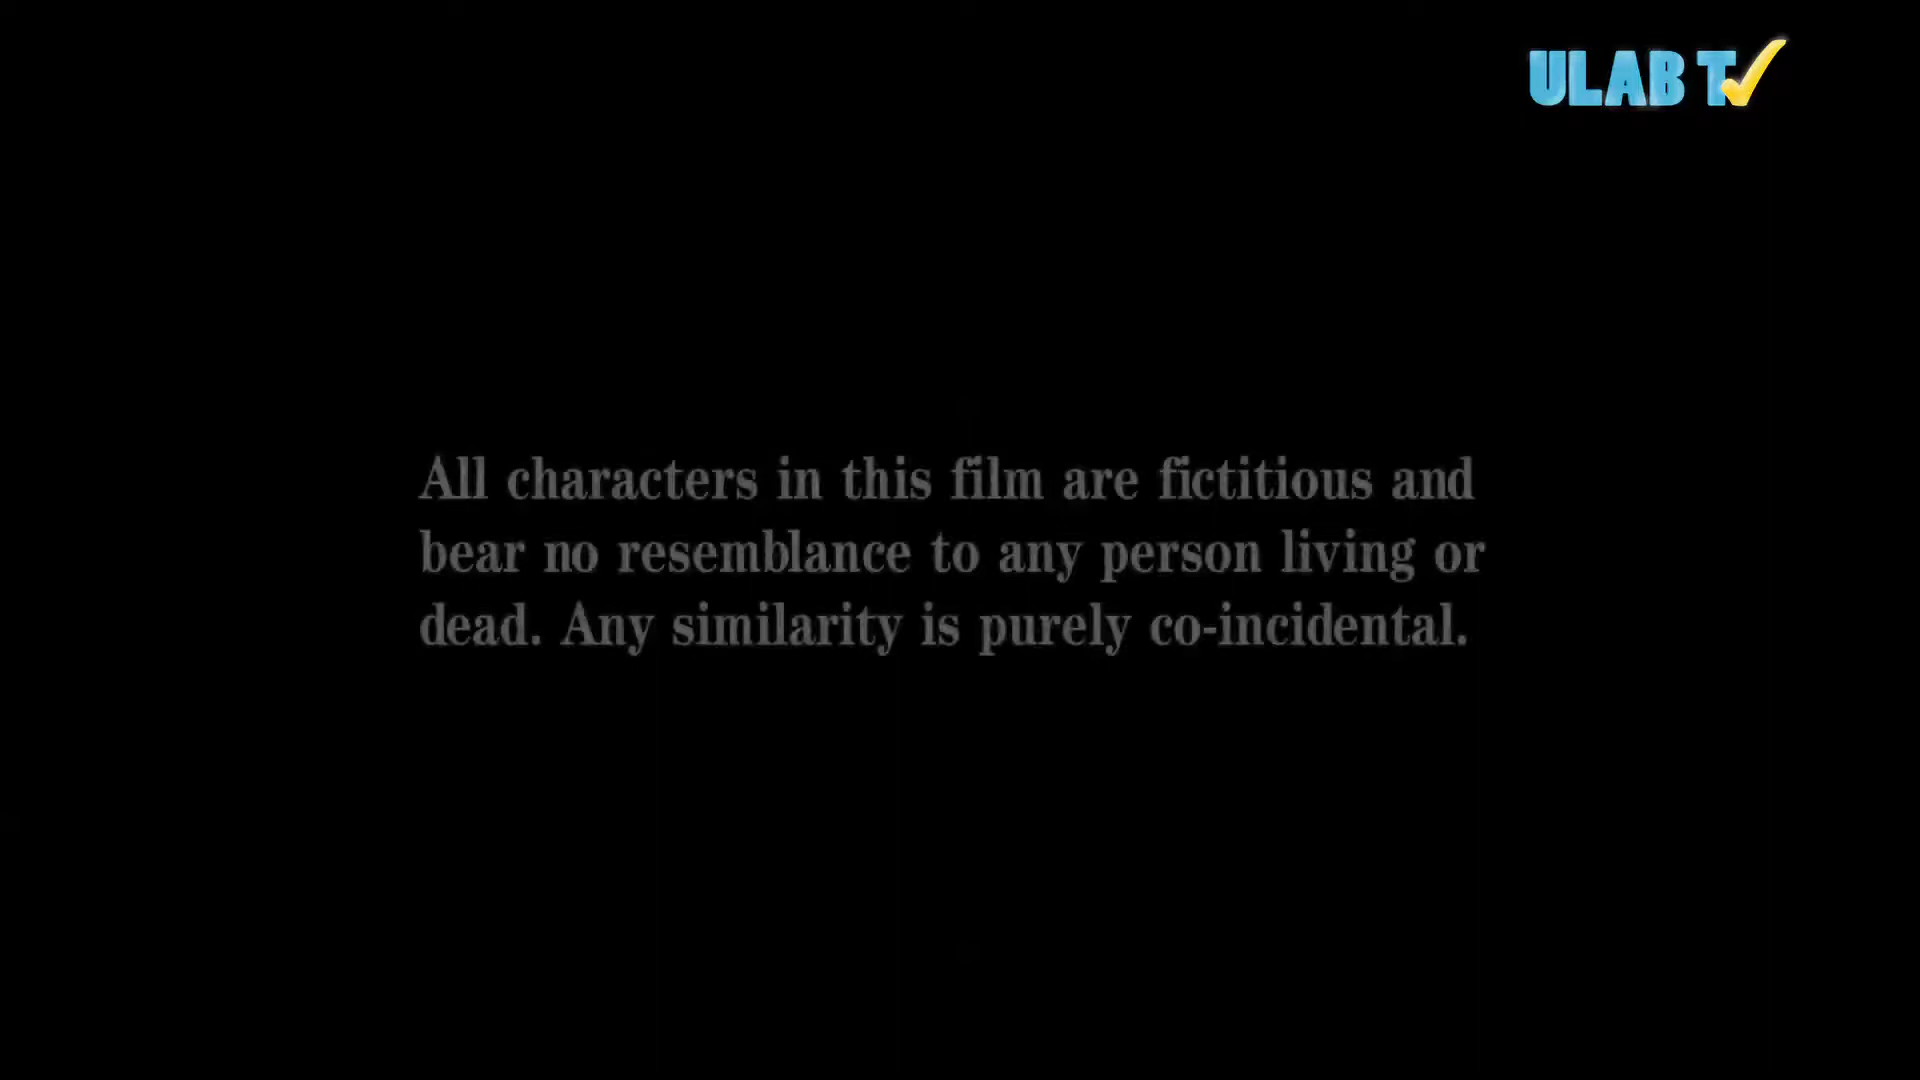 ULAB TV
All characters in this film are fictitious and
bear no resemblance to any person living or
dead. Any similarity is purely co-incidental.